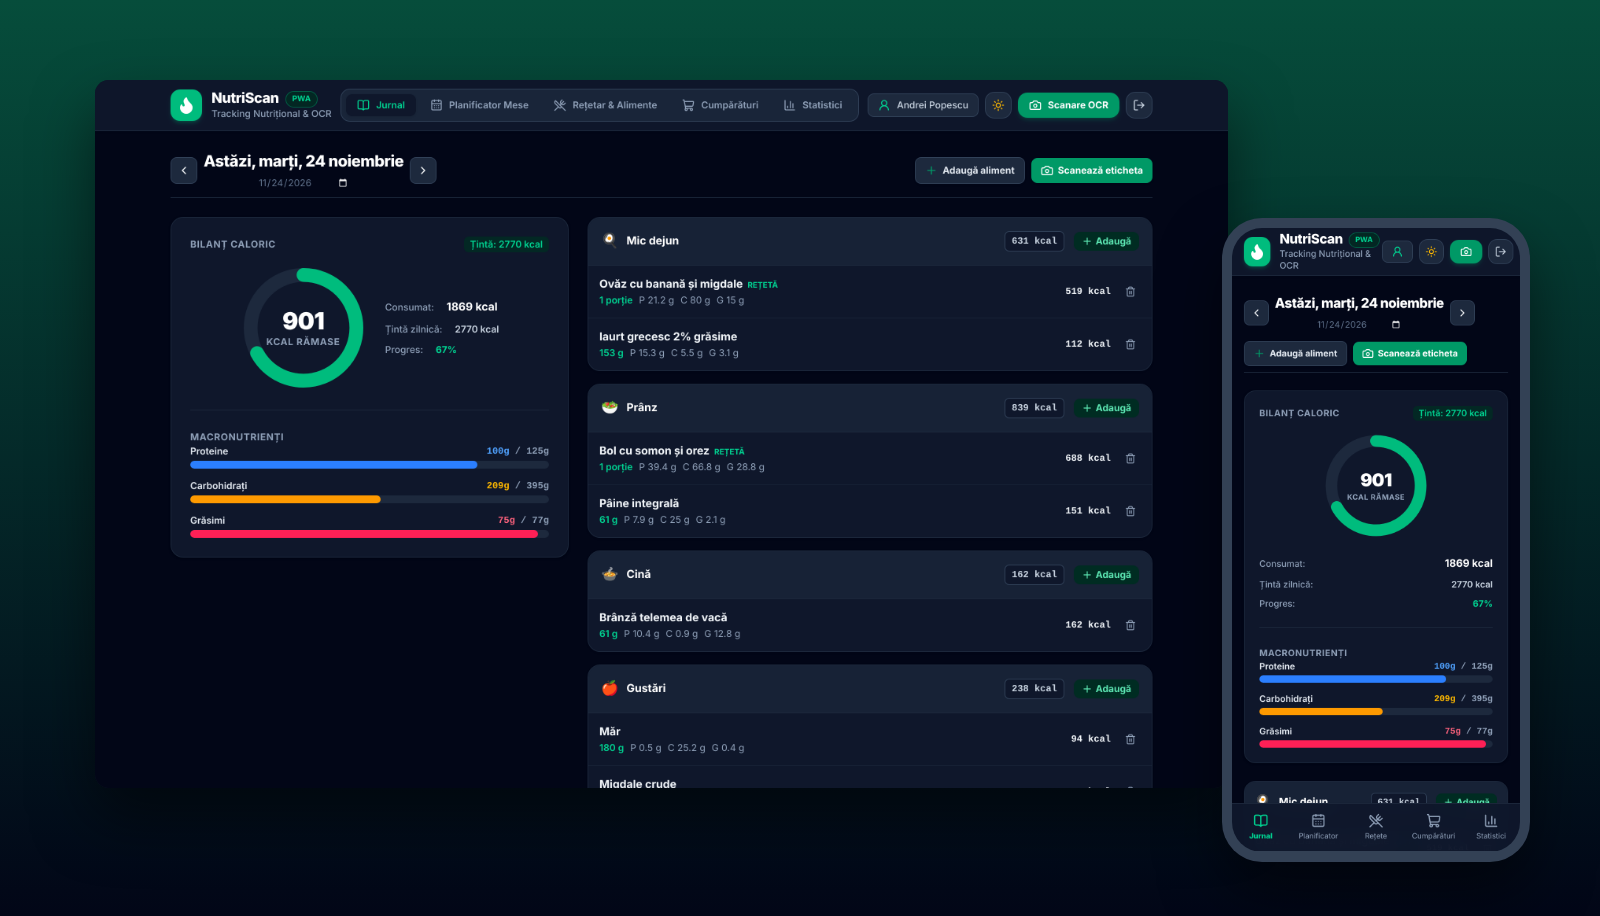 NutriScan PWA
Tracking Nutrițional & OCR
Jurnal
Planificator Mese
Rețetar & Alimente
Cumpărături
Statistici
Andrei Popescu
Scanare OCR
Astăzi, marți, 24 noiembrie
11/24/2026
Adaugă aliment
Scanează eticheta
BILANȚ CALORIC
Țintă: 2770 kcal
901
KCAL RĂMASE
Consumat: 1869 kcal
Țintă zilnică: 2770 kcal
Progres: 67%
MACRONUTRIENȚI
Proteine 100g / 125g
Carbohidrați 209g / 395g
Grăsimi 75g / 77g
Mic dejun 631 kcal + Adaugă
Ovăz cu banană și migdale REȚETĂ
1 porție P 21.2 g C 80 g G 15 g
519 kcal
Iaurt grecesc 2% grăsime
153 g P 15.3 g C 5.5 g G 3.1 g
112 kcal
Prânz 839 kcal + Adaugă
Bol cu somon și orez REȚETĂ
1 porție P 39.4 g C 66.8 g G 28.8 g
688 kcal
Pâine integrală
61 g P 7.9 g C 25 g G 2.1 g
151 kcal
Cină 162 kcal + Adaugă
Brânză telemea de vacă
61 g P 10.4 g C 0.9 g G 12.8 g
162 kcal
Gustări 238 kcal + Adaugă
Măr
180 g P 0.5 g C 25.2 g G 0.4 g
94 kcal
Migdale crude
NutriScan PWA
Tracking Nutrițional &
OCR
Astăzi, marți, 24 noiembrie
11/24/2026
Adaugă aliment
Scanează eticheta
BILANȚ CALORIC
Țintă: 2770 kcal
901
KCAL RĂMASE
Consumat: 1869 kcal
Țintă zilnică: 2770 kcal
Progres: 67%
MACRONUTRIENȚI
Proteine 100g / 125g
Carbohidrați 209g / 395g
Grăsimi 75g / 77g
Mic dejun 631 kcal + Adaugă
Jurnal
Planificator
Rețete
Cumpărături
Statistici